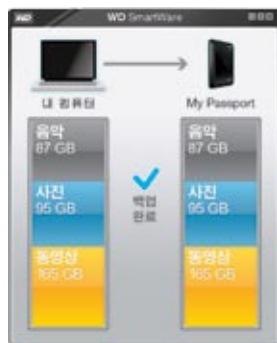 WD
WD SmartWare
내 컴퓨터
My Passport
음악
87 GB
사진
95 GB
동영상
165 GB
백업
완료
음악
87 GB
사진
95 GB
동영상
165 GB